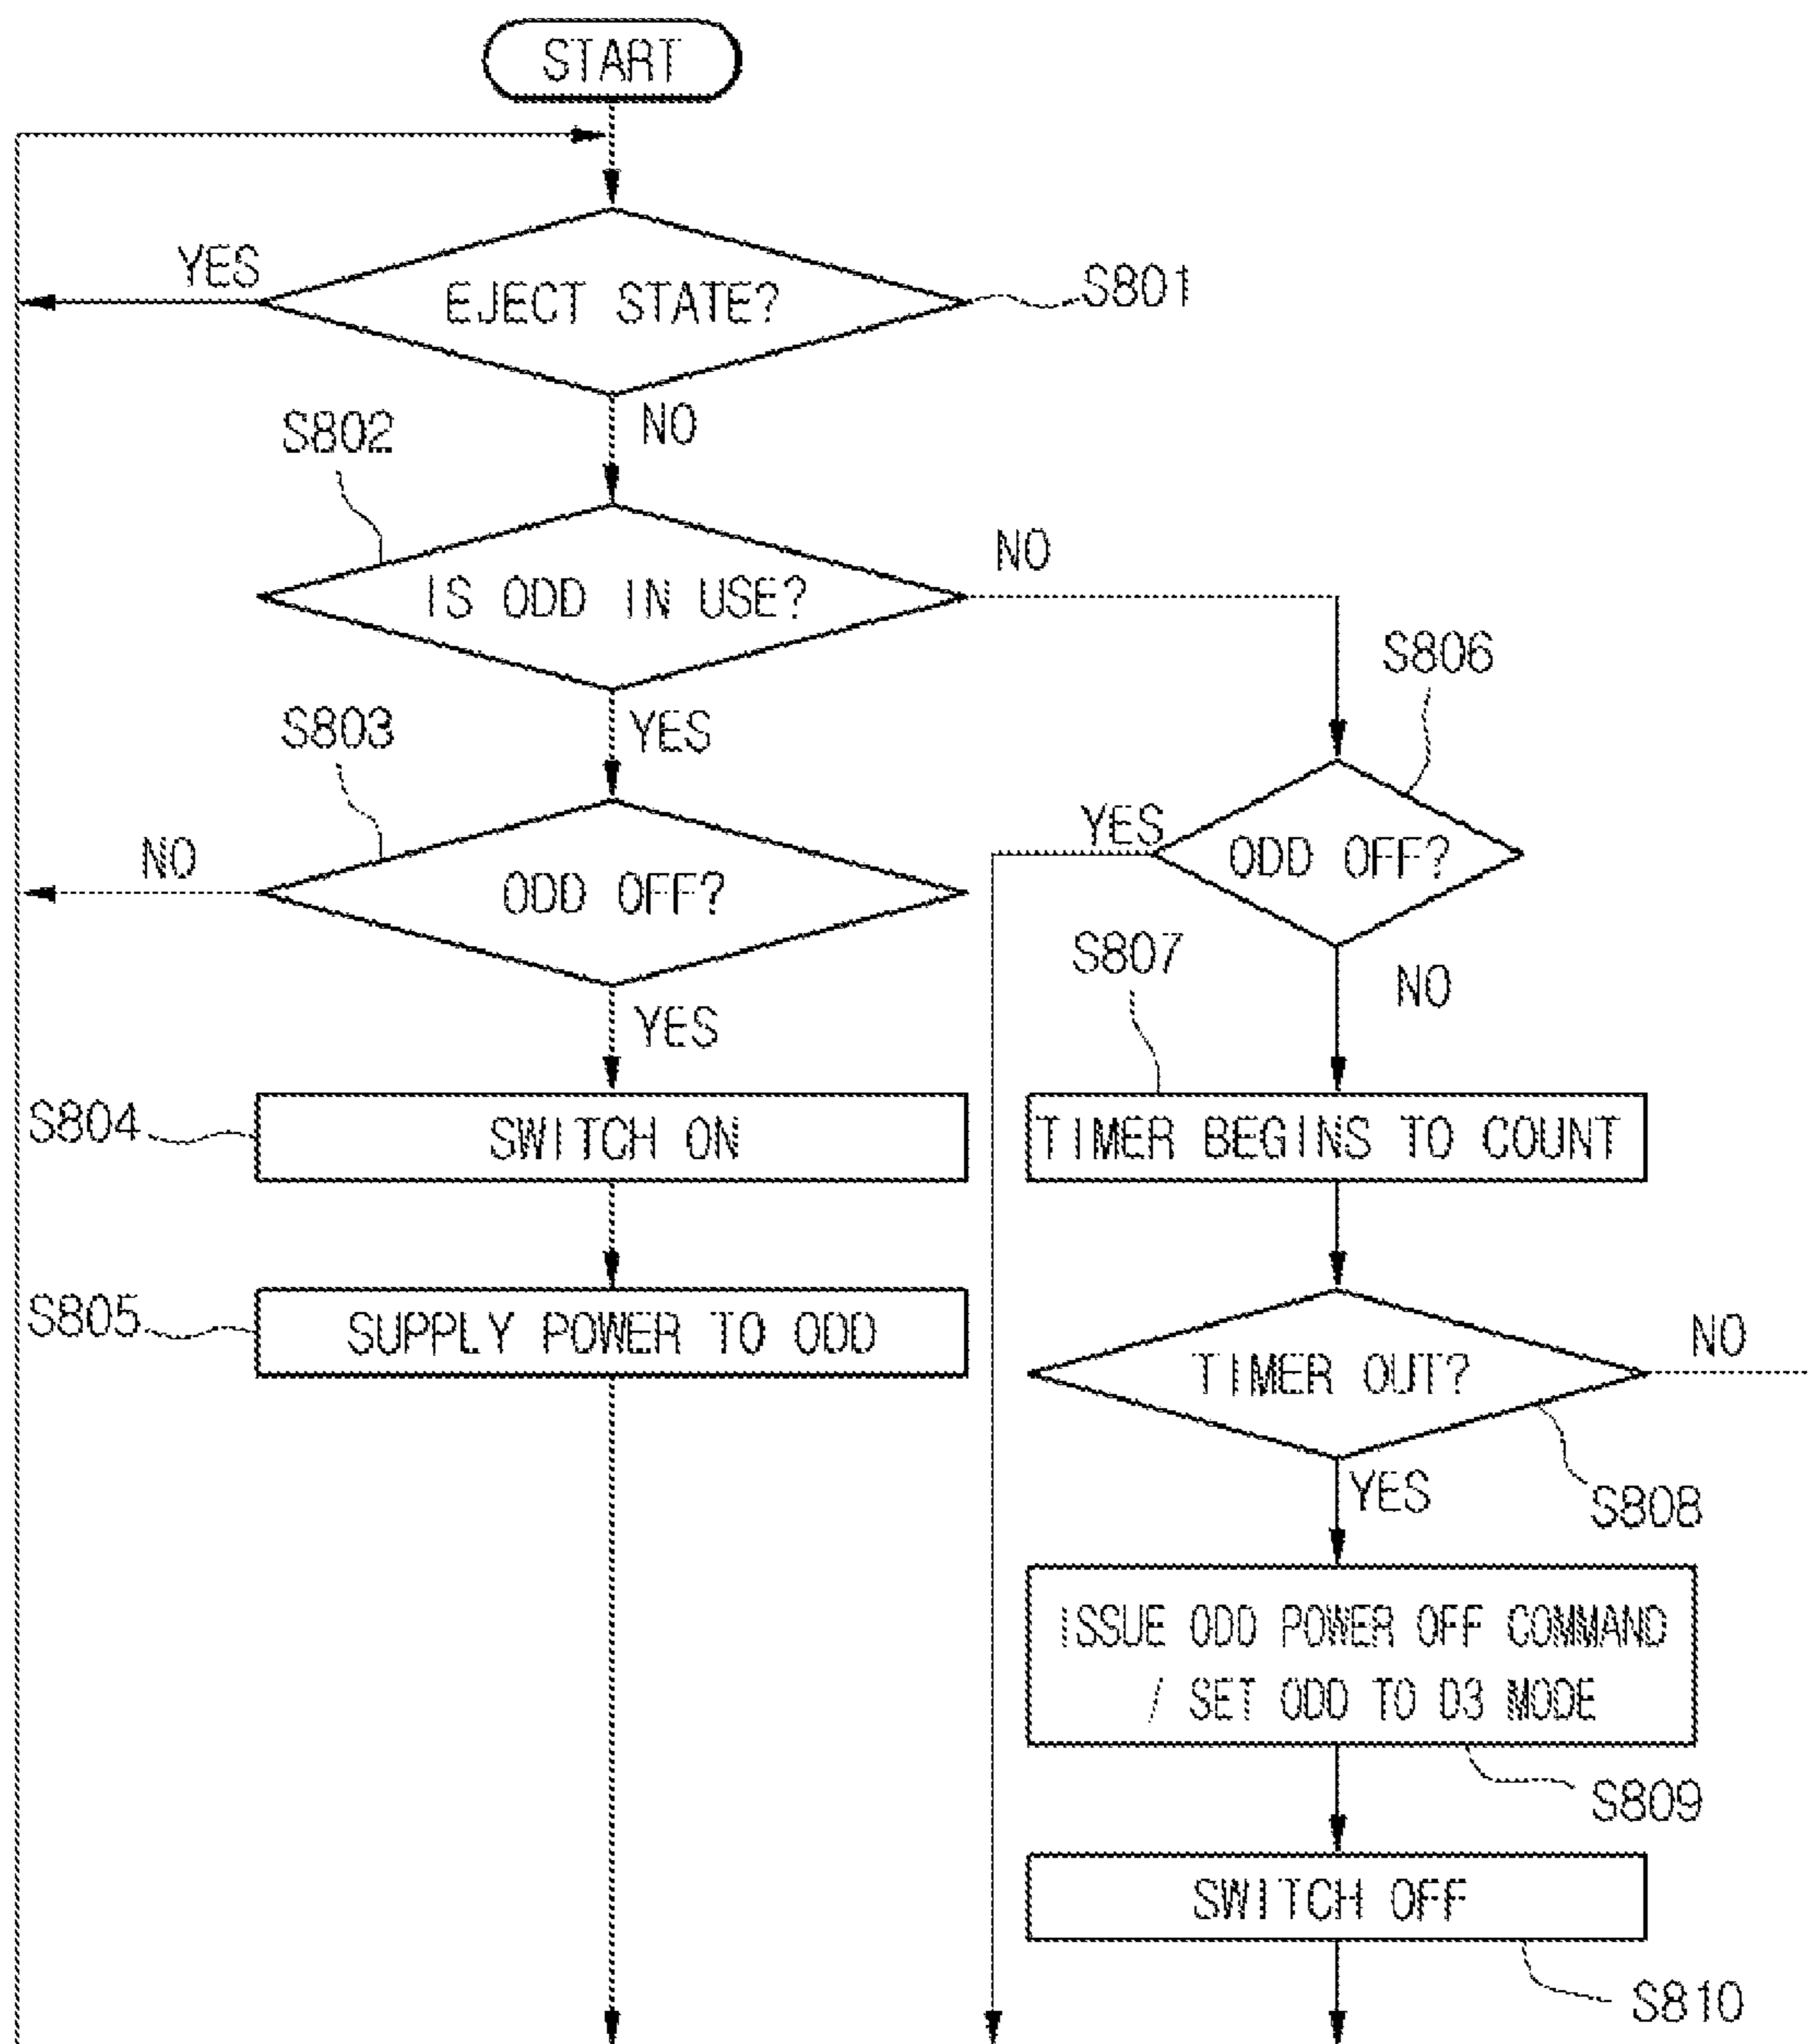 START
YES
EJECT STATE?
S801
NO
S802
IS ODD IN USE?
NO
S806
YES
S803
ODD OFF?
NO
YES
ODD OFF?
S807
NO
YES
S804
SWITCH ON
TIMER BEGINS TO COUNT
S805
SUPPLY POWER TO ODD
TIMER OUT?
NO
YES
S808
ISSUE ODD POWER OFF COMMAND
/ SET ODD TO D3 MODE
S809
SWITCH OFF
S810